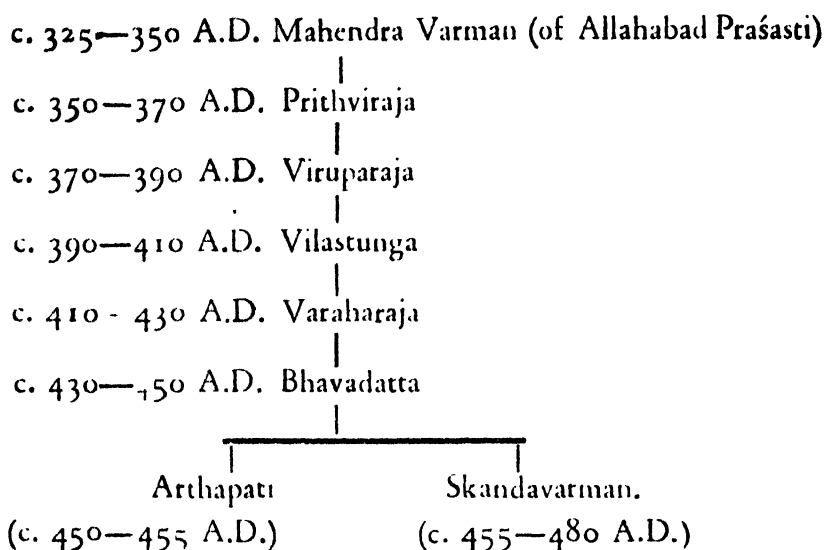 c. 325—350 A.D. Mahendra Varman (of Allahabad Praśasti)
c. 350—370 A.D. Prithviraja
c. 370—390 A.D. Viruparaja
c. 390—410 A.D. Vilastunga
c. 410 - 430 A.D. Varaharaja
c. 430—450 A.D. Bhavadatta
Arthapati Skandavarman.
(c. 450—455 A.D.) (c. 455—480 A.D.)